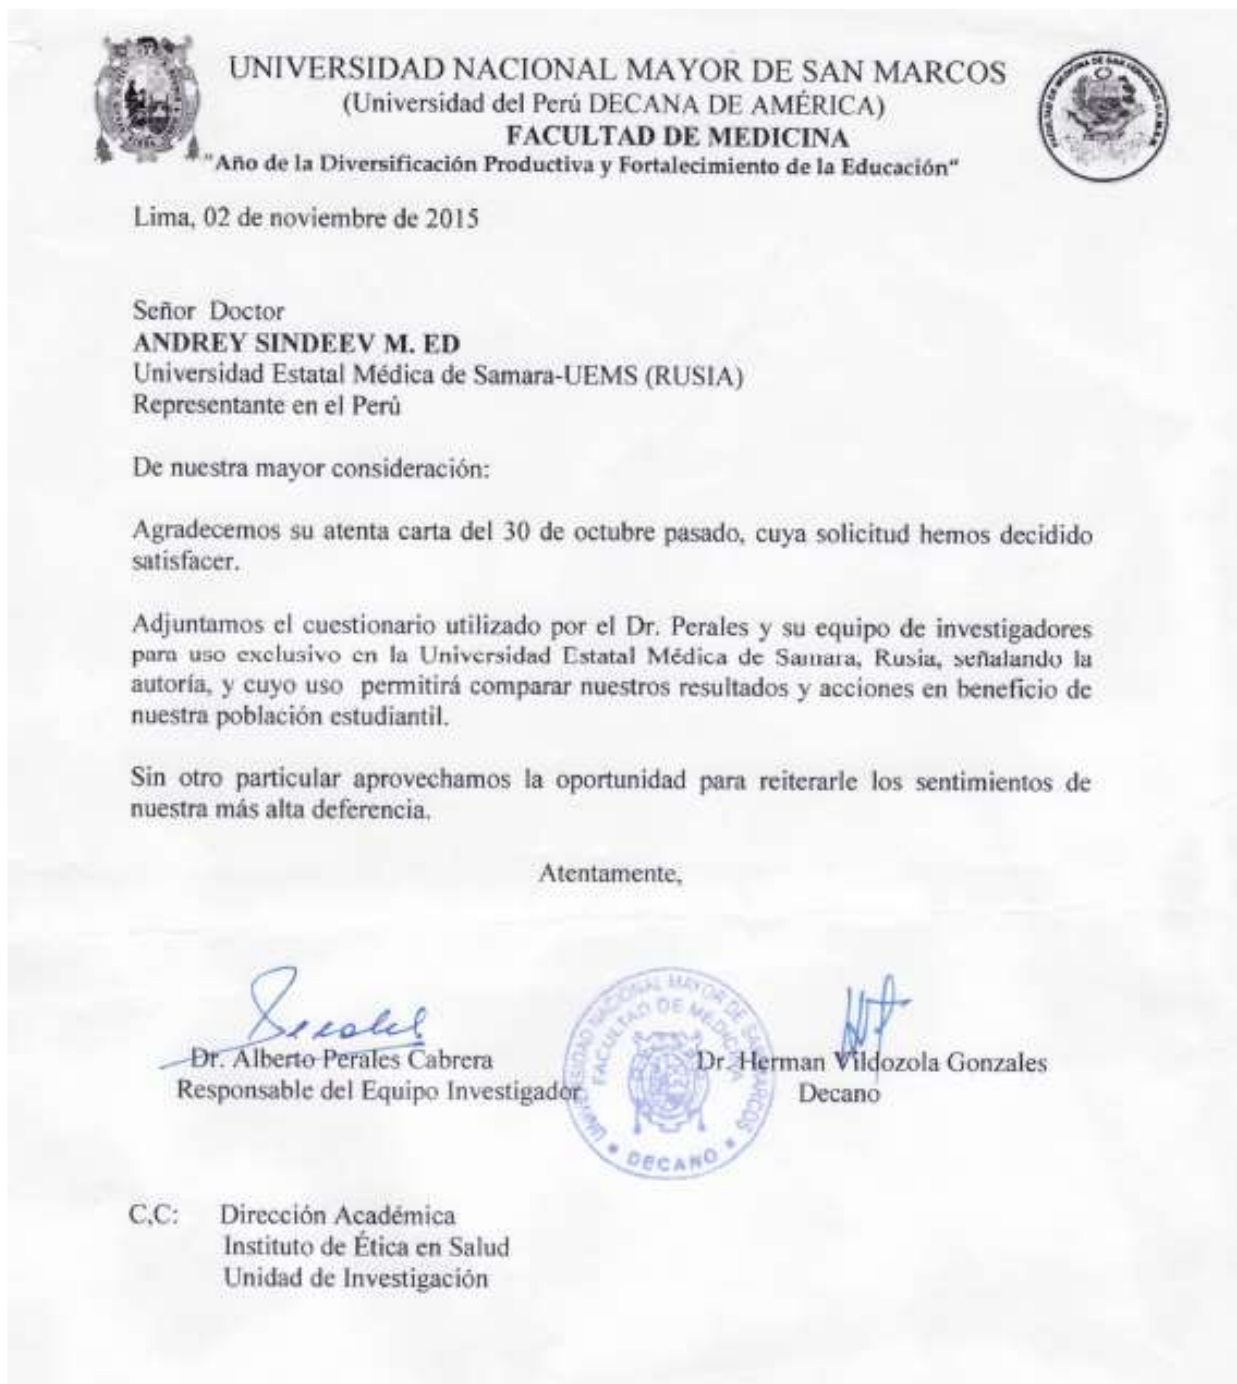 UNIVERSIDAD NACIONAL MAYOR DE SAN MARCOS
(Universidad del Perú DECANA DE AMÉRICA)
FACULTAD DE MEDICINA
"Año de la Diversificación Productiva y Fortalecimiento de la Educación"
Lima, 02 de noviembre de 2015
Señor Doctor
ANDREY SINDEEV M. ED
Universidad Estatal Médica de Samara-UEMS (RUSIA)
Representante en el Perú
De nuestra mayor consideración:
Agradecemos su atenta carta del 30 de octubre pasado, cuya solicitud hemos decidido
satisfacer.
Adjuntamos el cuestionario utilizado por el Dr. Perales y su equipo de investigadores
para uso exclusivo en la Universidad Estatal Médica de Samara, Rusia, señalando la
autoría, y cuyo uso permitirá comparar nuestros resultados y acciones en beneficio de
nuestra población estudiantil.
Sin otro particular aprovechamos la oportunidad para reiterarle los sentimientos de
nuestra más alta deferencia.
Atentamente,
Dr. Alberto Perales Cabrera
Responsable del Equipo Investigador
UNIVERSIDAD NACIONAL MAYOR DE SAN MARCOS
FACULTAD DE MEDICINA
* DECANO *
Dr. Herman Vildozola Gonzales
Decano
C,C: Dirección Académica
Instituto de Ética en Salud
Unidad de Investigación